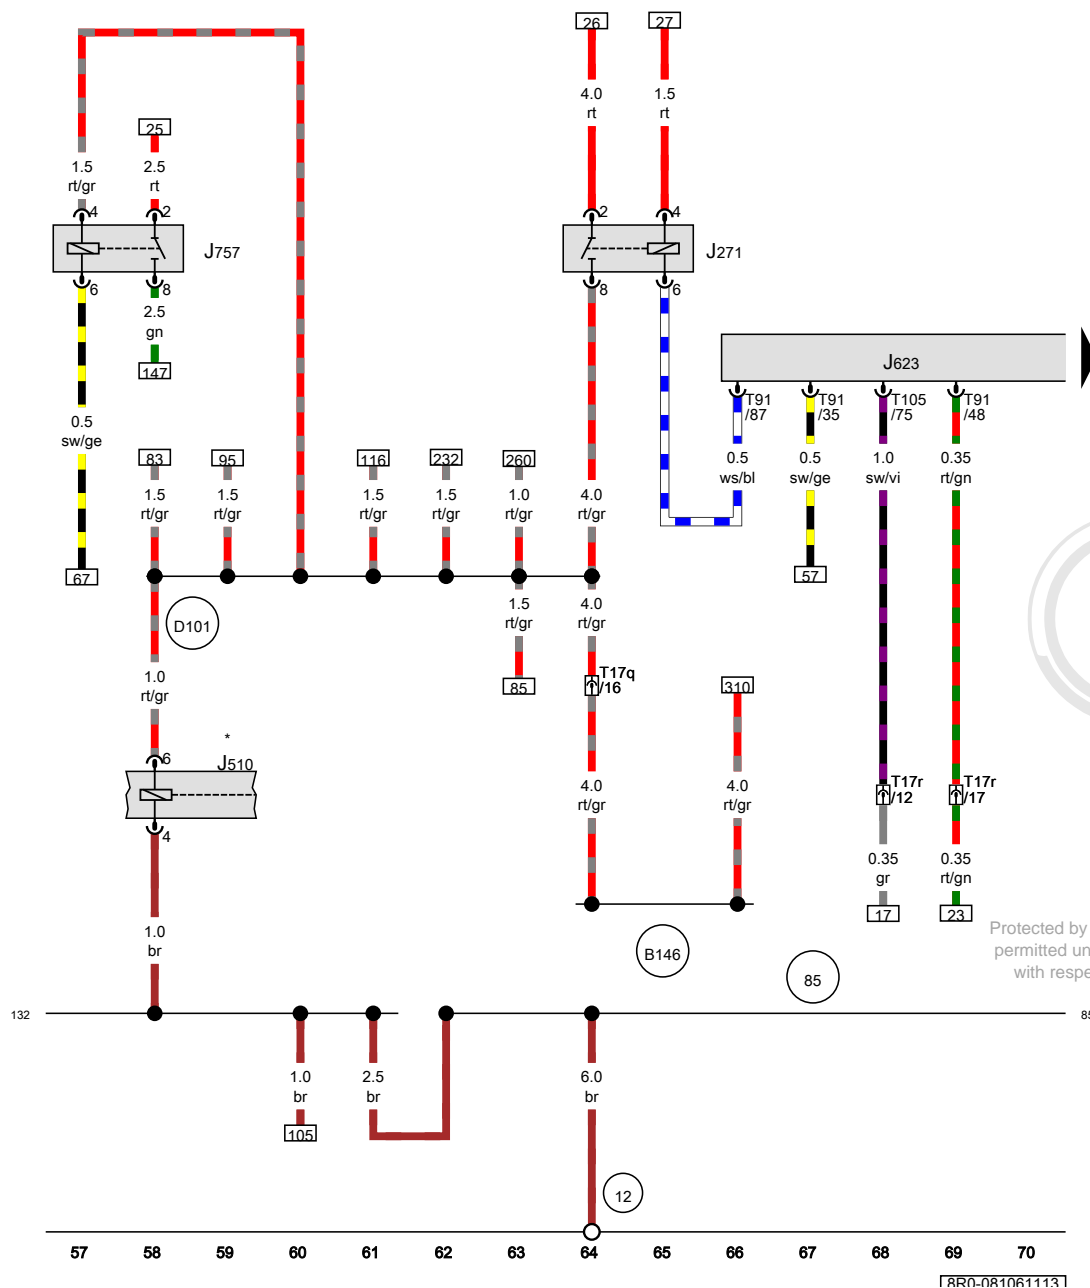 26 27
4.0 1.5
rt rt
25
1.5 2.5
rt/gr rt
4 2 2 4
J757 J271
6 8 8 6
2.5
gn
147
J623
T91 /87 T91 /35 T105 /75 T91 /48
0.5
sw/ge
83 95 116 232 260
0.5 0.5 1.0 0.35
ws/bl sw/ge sw/vi rt/gn
1.5 1.5 1.5 1.5 1.0 4.0
rt/gr rt/gr rt/gr rt/gr rt/gr rt/gr
67 57
D101
1.5 4.0
rt/gr rt/gr
1.0
rt/gr
85
T17q
/16
310
*
6 J510
4
4.0 4.0
rt/gr rt/gr
T17r /12 T17r /17
0.35 0.35
gr rt/gn
17 23
1.0
br
B146
85
Protected by
permitted un
with respe
132 85
1.0 2.5 6.0
br br br
105
12
57 58 59 60 61 62 63 64 65 66 67 68 69 70
8R0-081061113